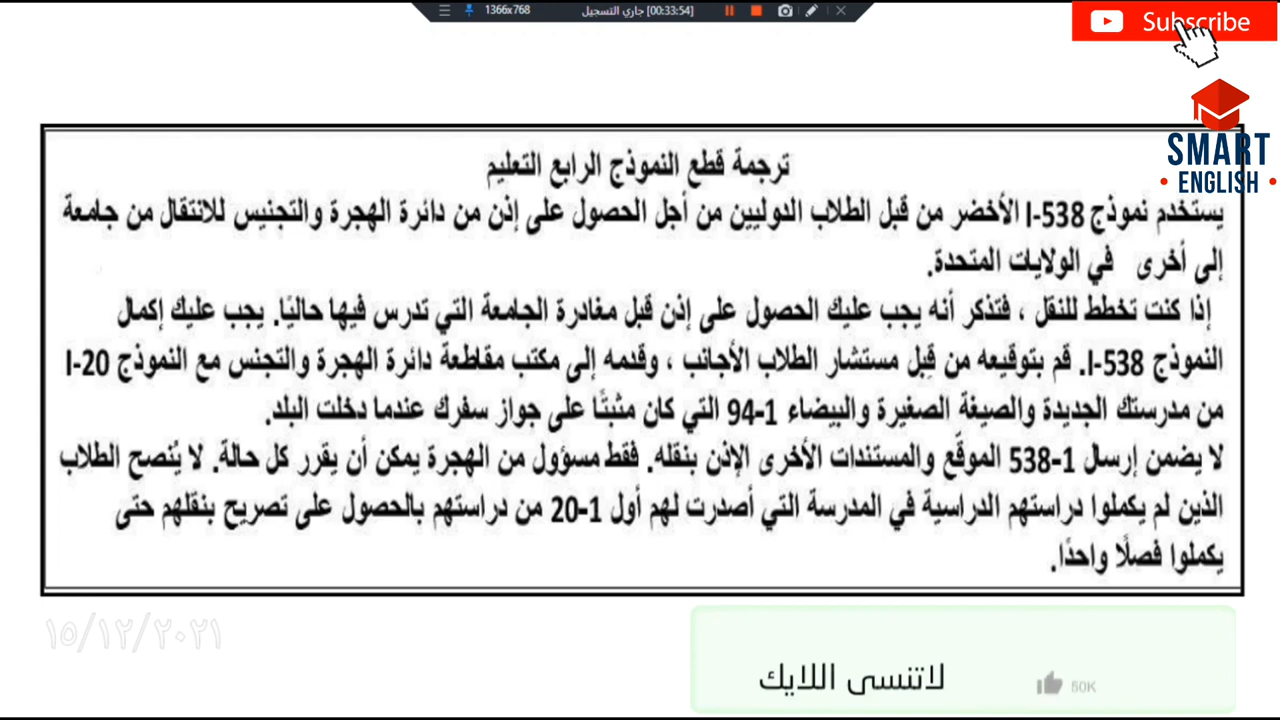 1366x768
جاري التسجيل [00:33:54]
Subscribe
SMART
ENGLISH
ترجمة قطع النموذج الرابع التعليم
يستخدم نموذج I-538 الأخضر من قبل الطلاب الدوليين من أجل الحصول على إذن من دائرة الهجرة والتجنيس للانتقال من جامعة
إلى أخرى في الولايات المتحدة.
إذا كنت تخطط للنقل ، فتذكر أنه يجب عليك الحصول على إذن قبل مغادرة الجامعة التي تدرس فيها حاليًا. يجب عليك إكمال
النموذج I-538. قم بتوقيعه من قِبل مستشار الطلاب الأجانب ، وقدمه إلى مكتب مقاطعة دائرة الهجرة والتجنس مع النموذج I-20
من مدرستك الجديدة والصيغة الصغيرة والبيضاء 1-94 التي كان مثبتًا على جواز سفرك عندما دخلت البلد.
لا يضمن إرسال 1-538 الموقّع والمستندات الأخرى الإذن بنقله. فقط مسؤول من الهجرة يمكن أن يقرر كل حالة. لا يُنصح الطلاب
الذين لم يكملوا دراستهم الدراسية في المدرسة التي أصدرت لهم أول 1-20 من دراستهم بالحصول على تصريح بنقلهم حتى
يكملوا فصلًا واحدًا.
١٥/١٢/٢٠٢١
لاتنسى اللايك
50K